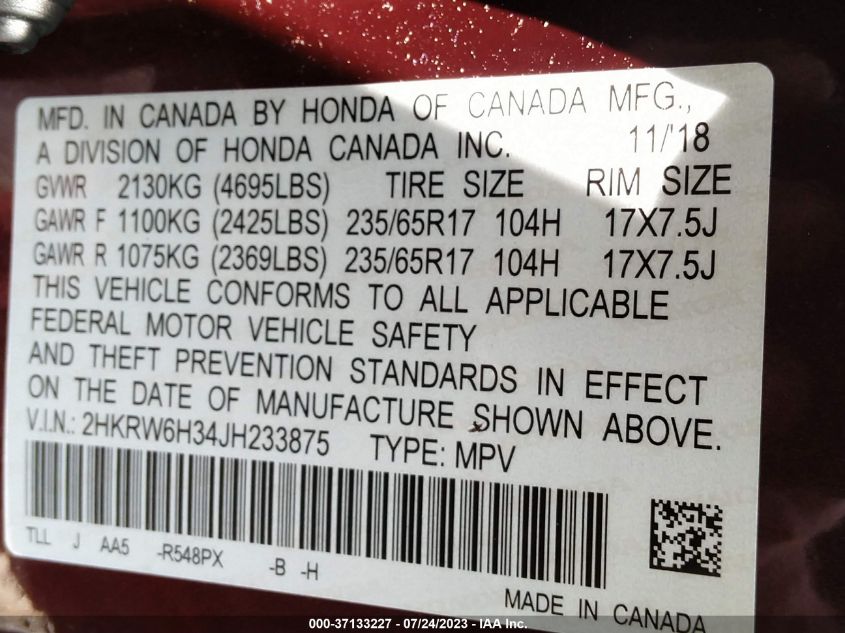 MFD. IN CANADA BY HONDA OF CANADA MFG.,
A DIVISION OF HONDA CANADA INC. 11/'18
GVWR 2130KG (4695LBS) TIRE SIZE RIM SIZE
GAWR F 1100KG (2425LBS) 235/65R17 104H 17X7.5J
GAWR R 1075KG (2369LBS) 235/65R17 104H 17X7.5J
THIS VEHICLE CONFORMS TO ALL APPLICABLE
FEDERAL MOTOR VEHICLE SAFETY
AND THEFT PREVENTION STANDARDS IN EFFECT
ON THE DATE OF MANUFACTURE SHOWN ABOVE.
V.I.N.: 2HKRW6H34JH233875 TYPE: MPV
TLL J AA5 -R548PX -B -H
MADE IN CANADA
000-37133227 - 07/24/2023 - IAA Inc.